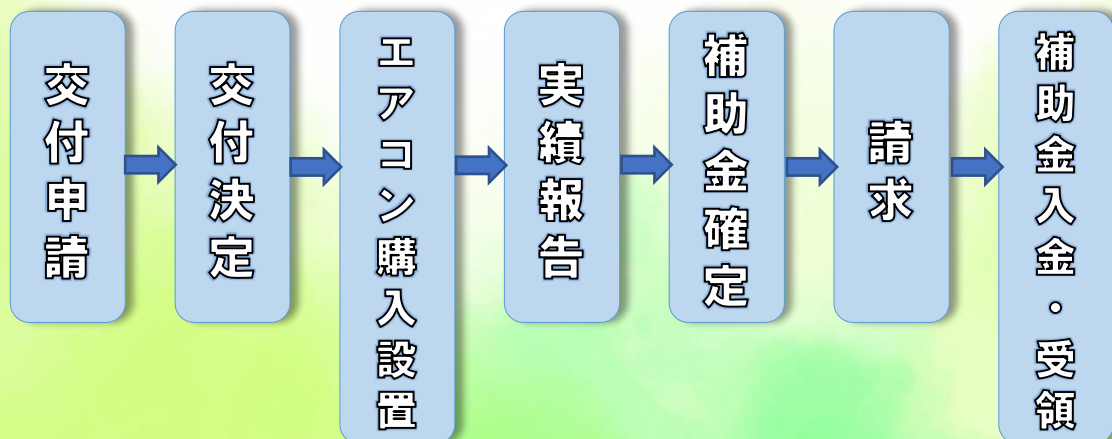 交付申請
交付決定
エアコン購入設置
実績報告
補助金確定
請求
補助金入金・受領